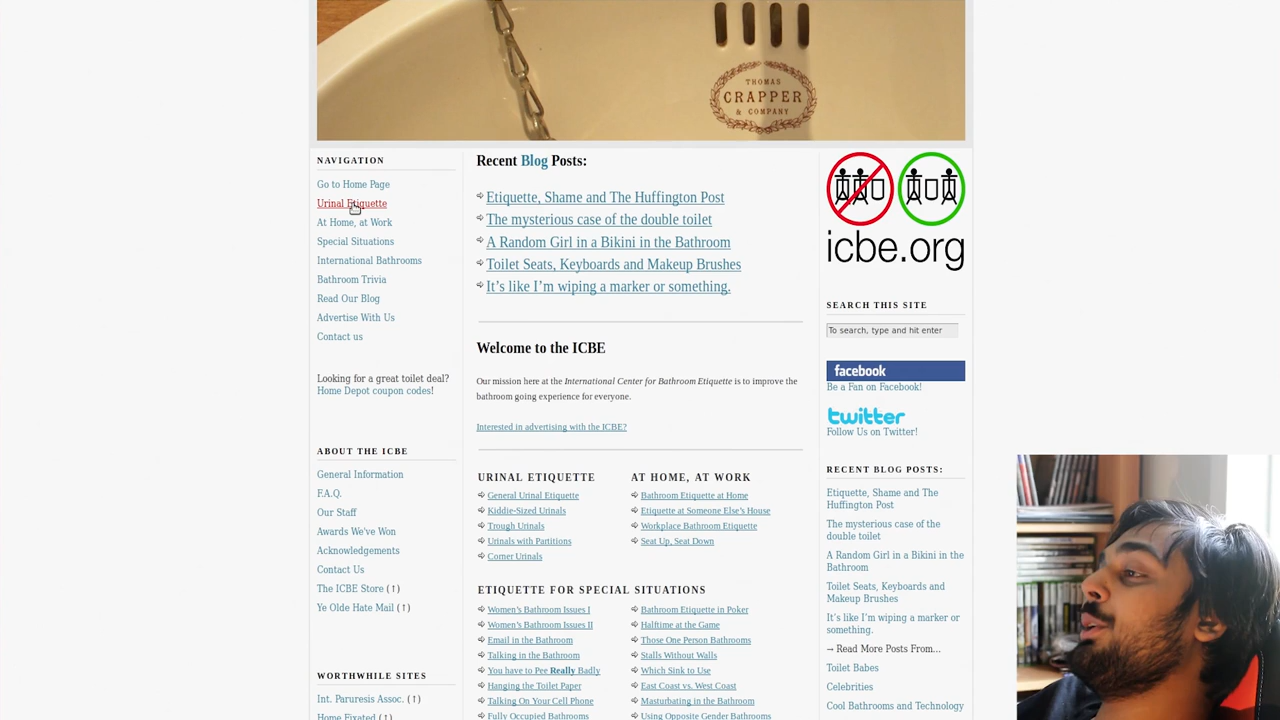 THOMAS
CRAPPER
& COMPANY
NAVIGATION
Go to Home Page
Urinal Etiquette
At Home, at Work
Special Situations
International Bathrooms
Bathroom Trivia
Read Our Blog
Advertise With Us
Contact us
Looking for a great toilet deal?
Home Depot coupon codes!
ABOUT THE ICBE
General Information
F.A.Q.
Our Staff
Awards We've Won
Acknowledgements
Contact Us
The ICBE Store (↑)
Ye Olde Hate Mail (↑)
WORTHWHILE SITES
Int. Paruresis Assoc. (↑)
Home Fixated (↑)
Recent Blog Posts:
Etiquette, Shame and The Huffington Post
The mysterious case of the double toilet
A Random Girl in a Bikini in the Bathroom
Toilet Seats, Keyboards and Makeup Brushes
It's like I'm wiping a marker or something.
Welcome to the ICBE
Our mission here at the International Center for Bathroom Etiquette is to improve the
bathroom going experience for everyone.
Interested in advertising with the ICBE?
URINAL ETIQUETTE
General Urinal Etiquette
Kiddie-Sized Urinals
Trough Urinals
Urinals with Partitions
Corner Urinals
AT HOME, AT WORK
Bathroom Etiquette at Home
Etiquette at Someone Else's House
Workplace Bathroom Etiquette
Seat Up, Seat Down
ETIQUETTE FOR SPECIAL SITUATIONS
Women's Bathroom Issues I
Women's Bathroom Issues II
Email in the Bathroom
Talking in the Bathroom
You have to Pee Really Badly
Hanging the Toilet Paper
Talking On Your Cell Phone
Fully Occupied Bathrooms
Bathroom Etiquette in Poker
Halftime at the Game
Those One Person Bathrooms
Stalls Without Walls
Which Sink to Use
East Coast vs. West Coast
Masturbating in the Bathroom
Using Opposite Gender Bathrooms
icbe.org
SEARCH THIS SITE
To search, type and hit enter
facebook
Be a Fan on Facebook!
twitter
Follow Us on Twitter!
RECENT BLOG POSTS:
Etiquette, Shame and The
Huffington Post
The mysterious case of the
double toilet
A Random Girl in a Bikini in the
Bathroom
Toilet Seats, Keyboards and
Makeup Brushes
It's like I'm wiping a marker or
something.
→ Read More Posts From...
Toilet Babes
Celebrities
Cool Bathrooms and Technology